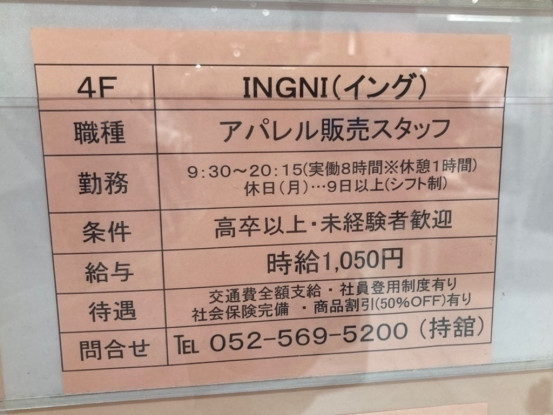 4F INGNI(イング)
職種 アパレル販売スタッフ
勤務 9:30～20:15(実働8時間※休憩1時間)
休日(月)…9日以上(シフト制)
条件 高卒以上・未経験者歓迎
給与 時給1,050円
待遇 交通費全額支給・社員登用制度有り
社会保険完備 ・商品割引(50%OFF)有り
問合せ ℡ 052-569-5200 (持舘)